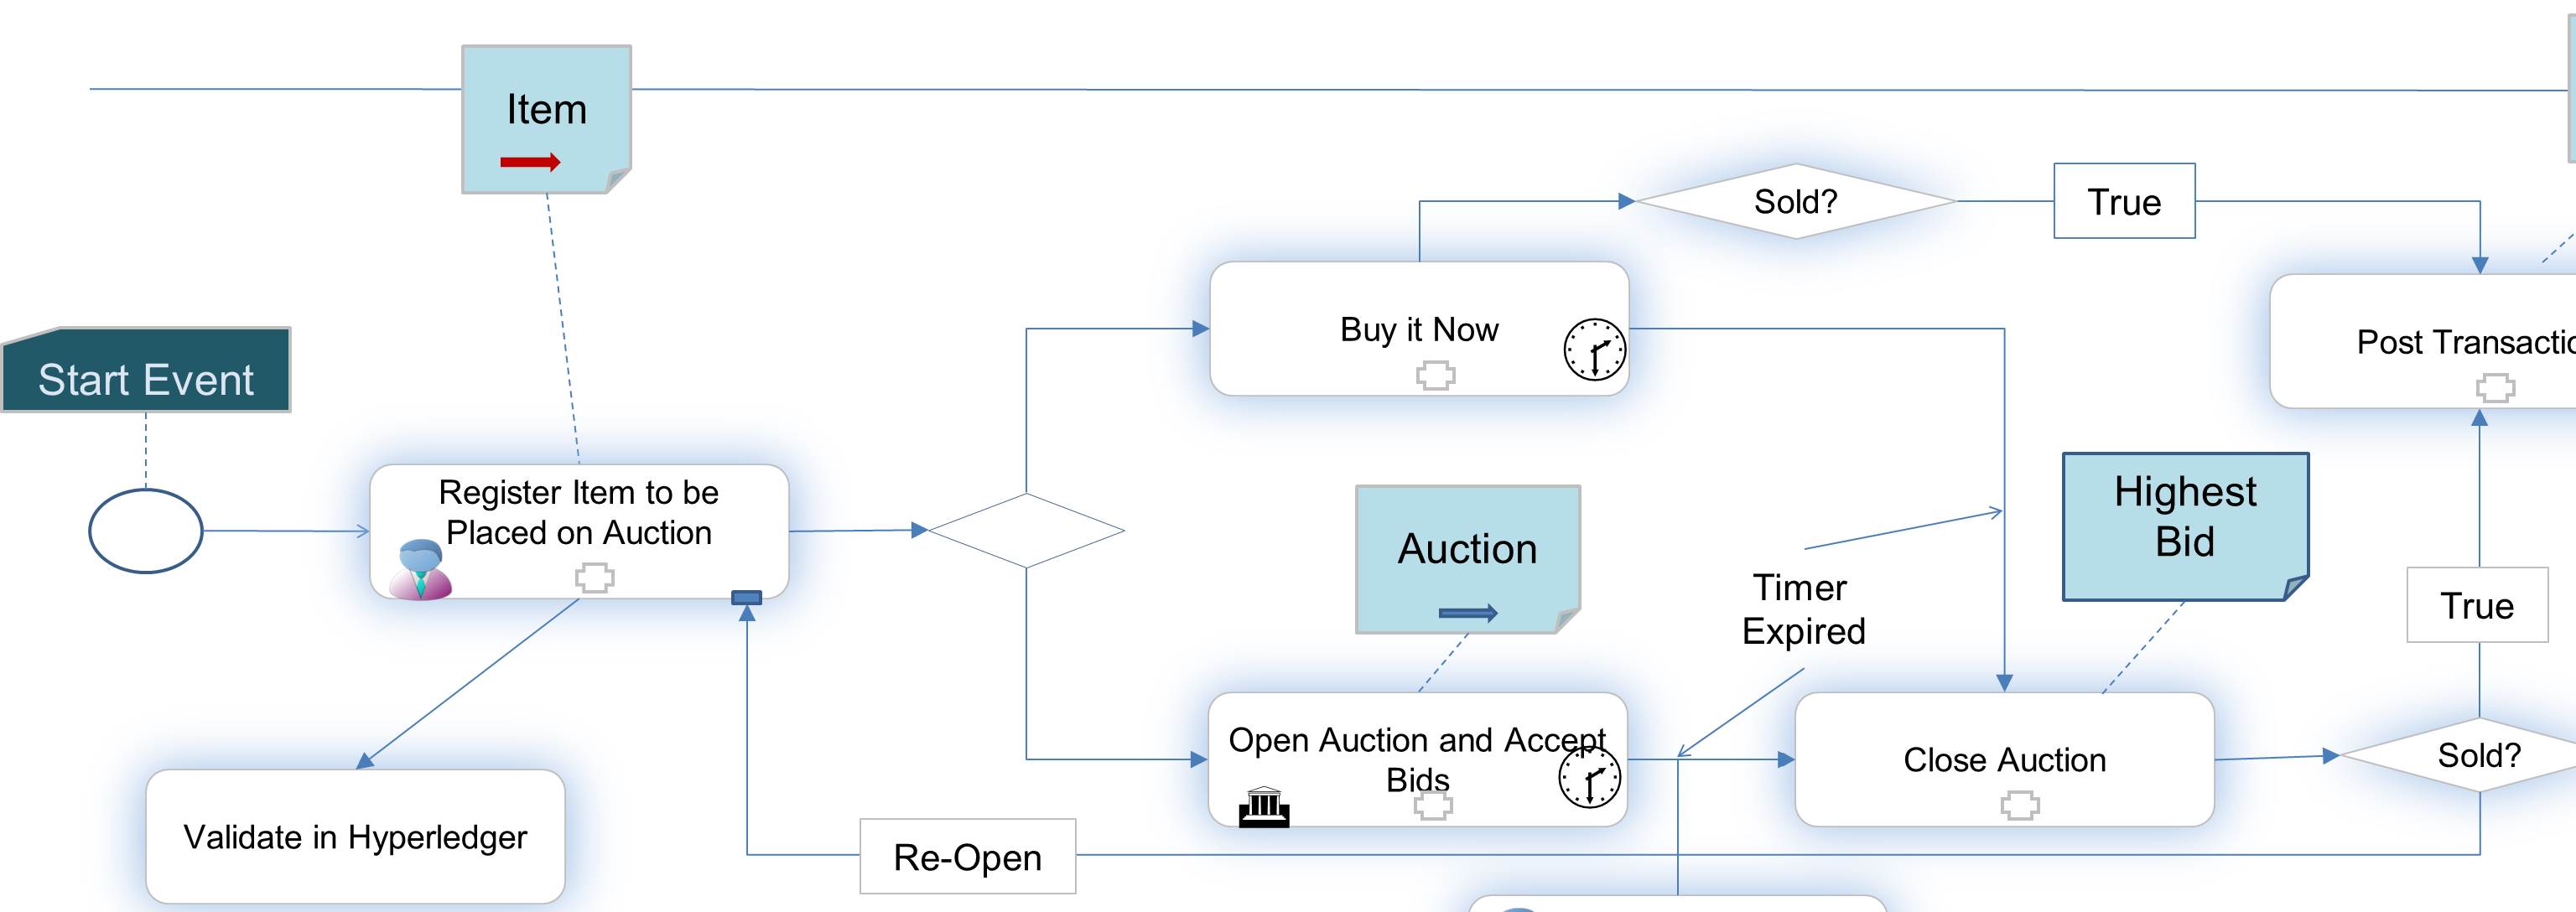 Item
Sold?
True
Start Event
Buy it Now
Post
Register Item to be
Placed on Auction
Auction
Highest
Bid
Timer
Expired
True
Open Auction and Accept
Bids
Close Auction
Sold?
Validate in Hyperledger
Re-Open